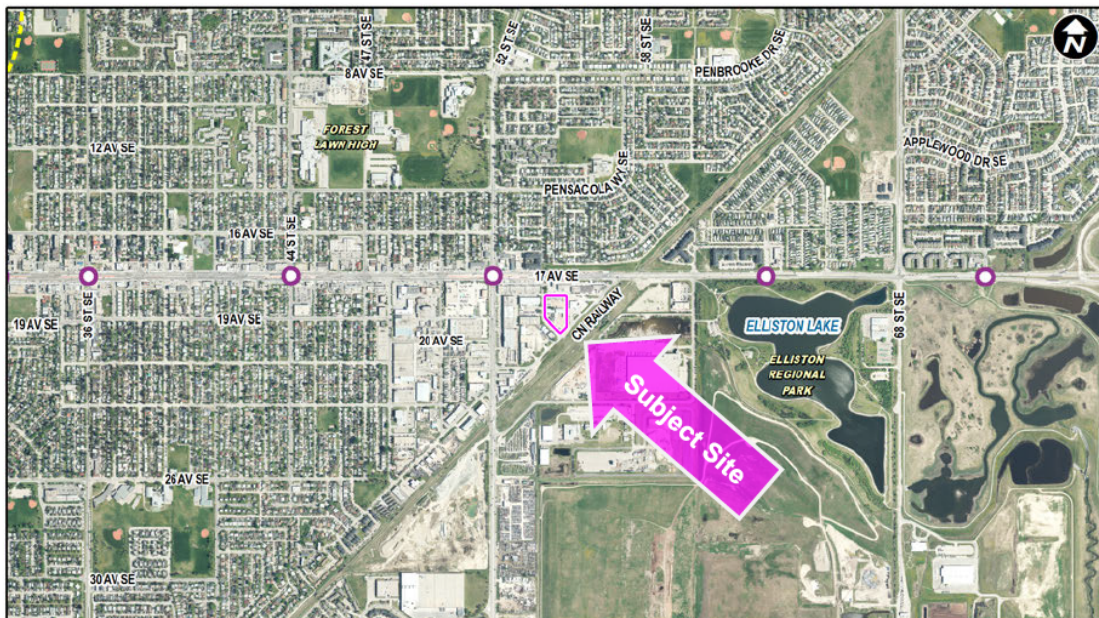 N
47 ST SE
52 ST SE
58 ST SE
PENBROOKE DR SE
8 AV SE
FOREST
LAWN HIGH
12 AV SE
APPLEWOOD DR SE
PENSACOLA WY SE
16 AV SE
44 ST SE
17 AV SE
36 ST SE
19 AV SE
19 AV SE
20 AV SE
CN RAILWAY
ELLISTON LAKE
68 ST SE
ELLISTON
REGIONAL
PARK
Subject Site
26 AV SE
30 AV SE